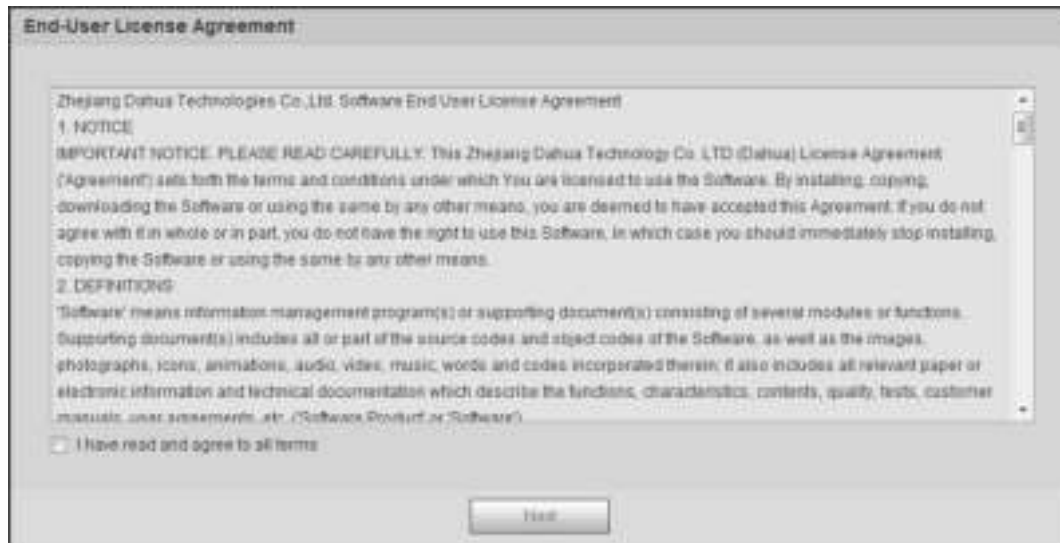 End-User License Agreement
Zhejiang Dahua Technologies Co.,Ltd. Software End User License Agreement
1. NOTICE
IMPORTANT NOTICE. PLEASE READ CAREFULLY. This Zhejiang Dahua Technology Co. LTD (Dahua) License Agreement
('Agreement') sets forth the terms and conditions under which You are licensed to use the Software. By installing, copying,
downloading the Software or using the same by any other means, you are deemed to have accepted this Agreement. If you do not
agree with it in whole or in part, you do not have the right to use this Software, in which case you should immediately stop installing,
copying the Software or using the same by any other means.
2. DEFINITIONS
'Software' means information management program(s) or supporting document(s) consisting of several modules or functions.
Supporting document(s) includes all or part of the source codes and object codes of the Software, as well as the images,
photographs, icons, animations, audio, video, music, words and codes incorporated therein; it also includes all relevant paper or
electronic information and technical documentation which describe the functions, characteristics, contents, quality, tests, customer
manuals, user agreements, etc. ('Software Product' or 'Software')
I have read and agree to all terms
Next